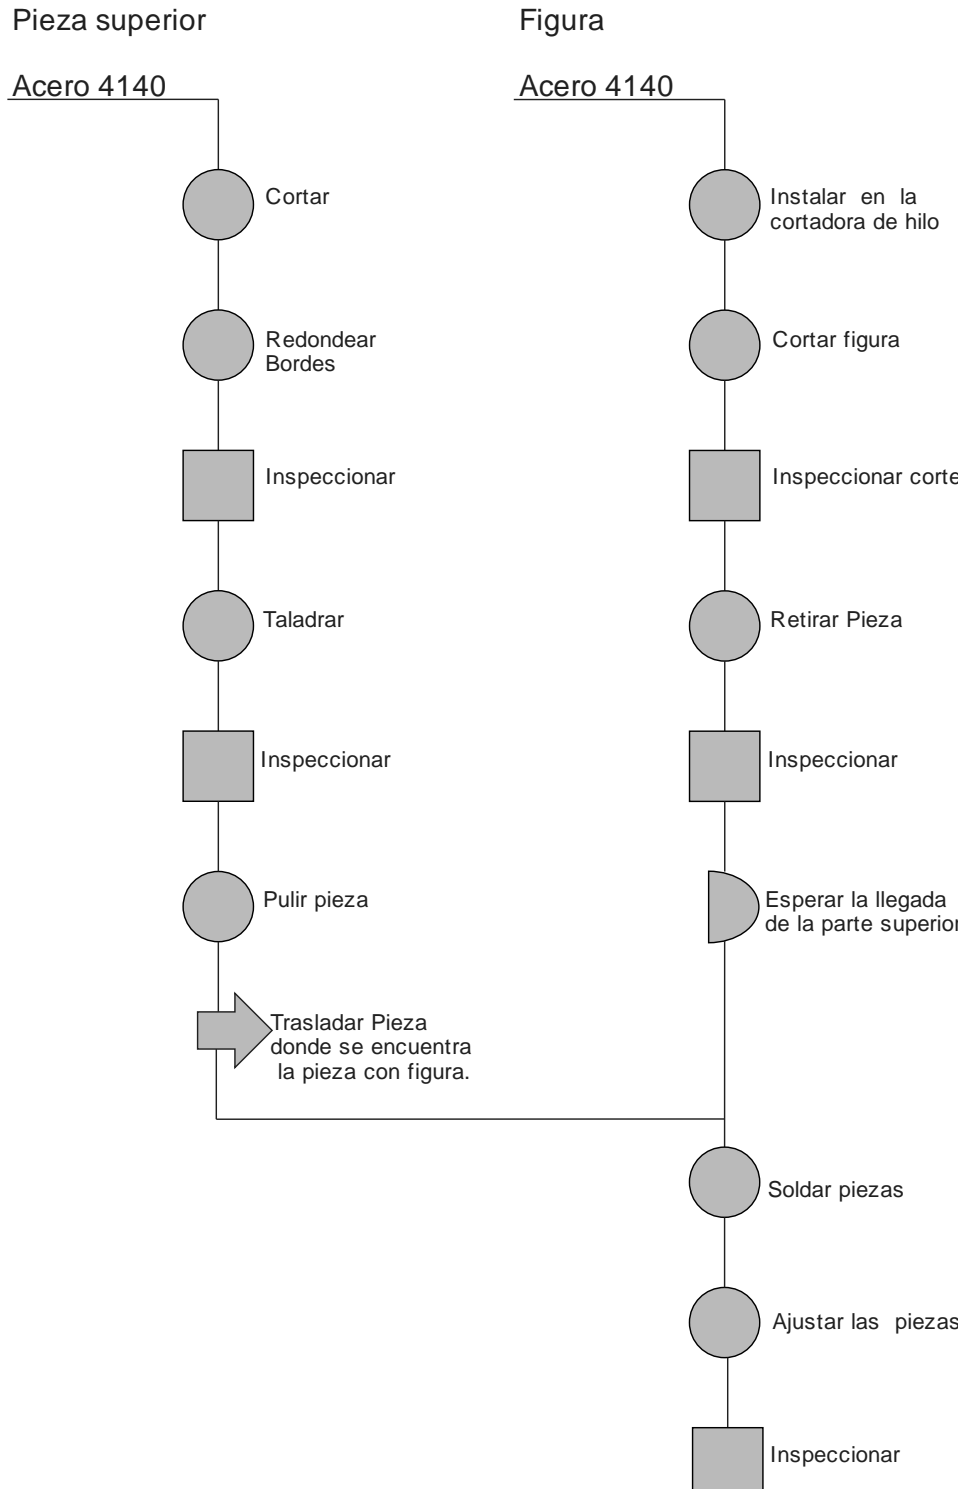 Pieza superior
Acero 4140
Cortar
Redondear
Bordes
Inspeccionar
Taladrar
Inspeccionar
Pulir pieza
Trasladar Pieza
donde se encuentra
la pieza con figura.
Figura
Acero 4140
Instalar en la
cortadora de hilo
Cortar figura
Inspeccionar corte
Retirar Pieza
Inspeccionar
Esperar la llegada
de la parte superior
Soldar piezas
Ajustar las piezas
Inspeccionar